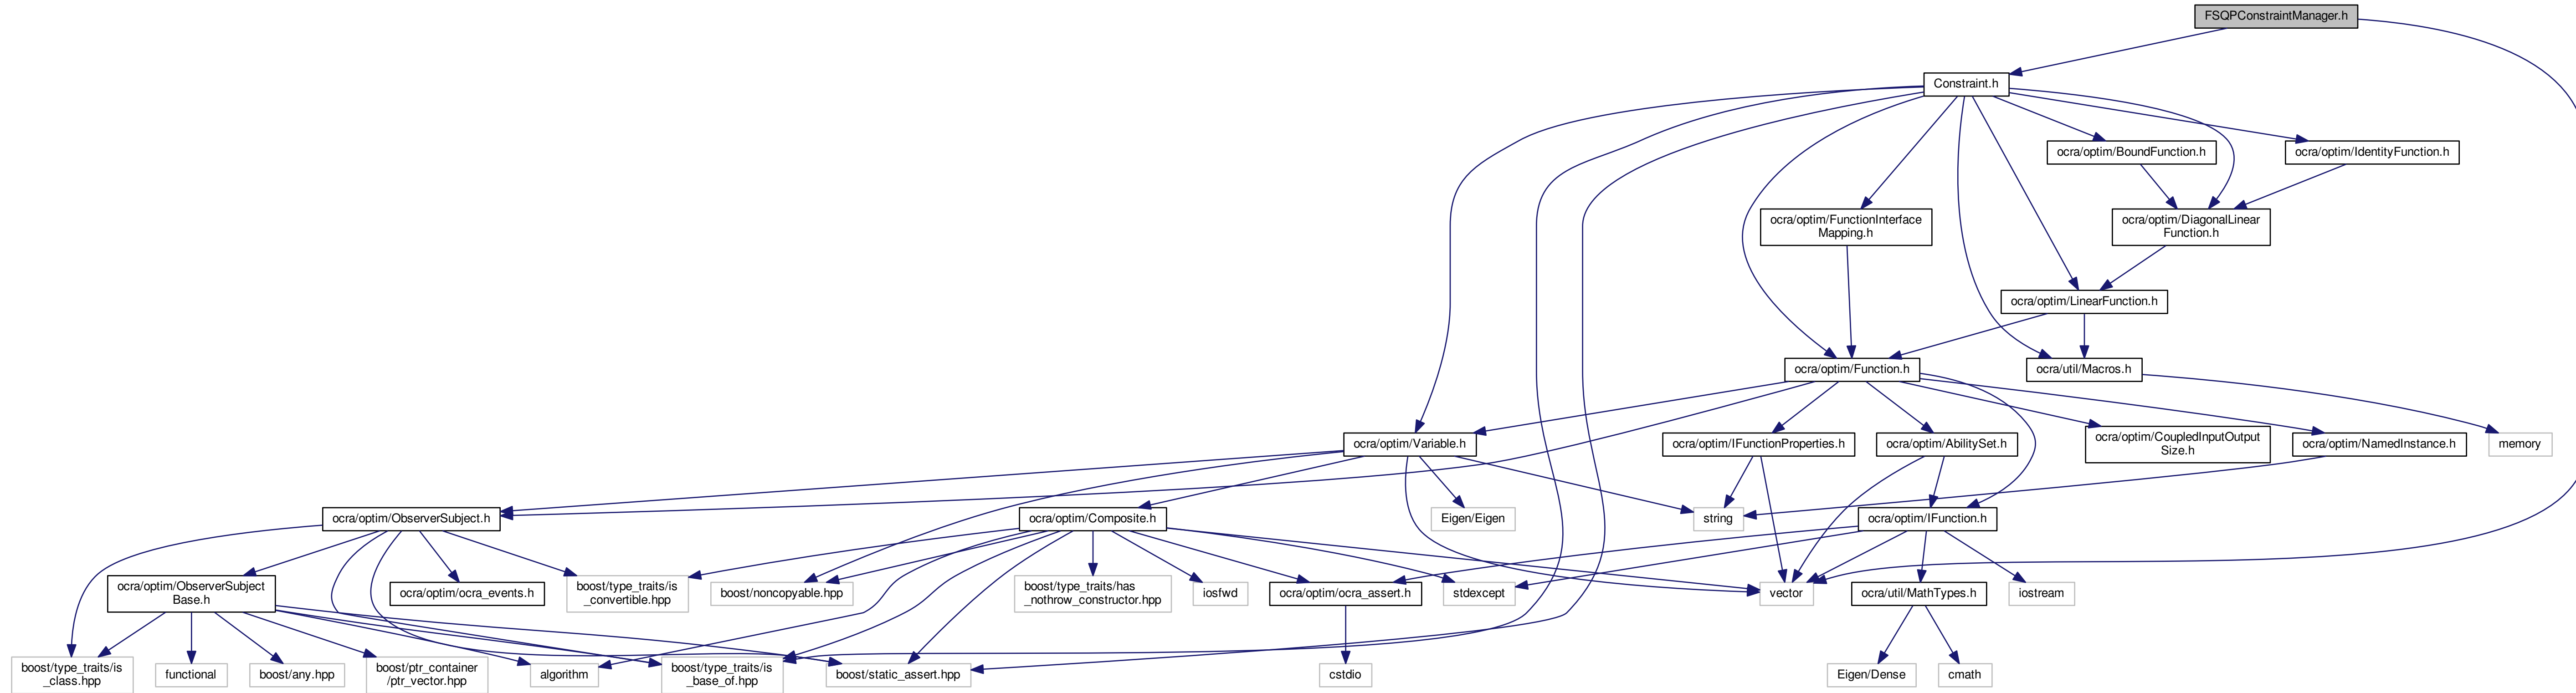 FSQPConstraintManager.h
Constraint.h
ocra/optim/BoundFunction.h
ocra/optim/IdentityFunction.h
ocra/optim/FunctionInterface
Mapping.h
ocra/optim/DiagonalLinear
Function.h
ocra/optim/LinearFunction.h
ocra/optim/Function.h
ocra/util/Macros.h
ocra/optim/Variable.h
ocra/optim/IFunctionProperties.h
ocra/optim/AbilitySet.h
ocra/optim/CoupledInputOutput
Size.h
ocra/optim/NamedInstance.h
memory
ocra/optim/ObserverSubject.h
ocra/optim/Composite.h
Eigen/Eigen
string
ocra/optim/IFunction.h
ocra/optim/ObserverSubject
Base.h
ocra/optim/ocra_events.h
boost/type_traits/is
_convertible.hpp
boost/noncopyable.hpp
boost/type_traits/has
_nothrow_constructor.hpp
iosfwd
ocra/optim/ocra_assert.h
stdexcept
vector
ocra/util/MathTypes.h
iostream
boost/type_traits/is
_class.hpp
functional
boost/any.hpp
boost/ptr_container
/ptr_vector.hpp
algorithm
boost/type_traits/is
_base_of.hpp
boost/static_assert.hpp
cstdio
Eigen/Dense
cmath